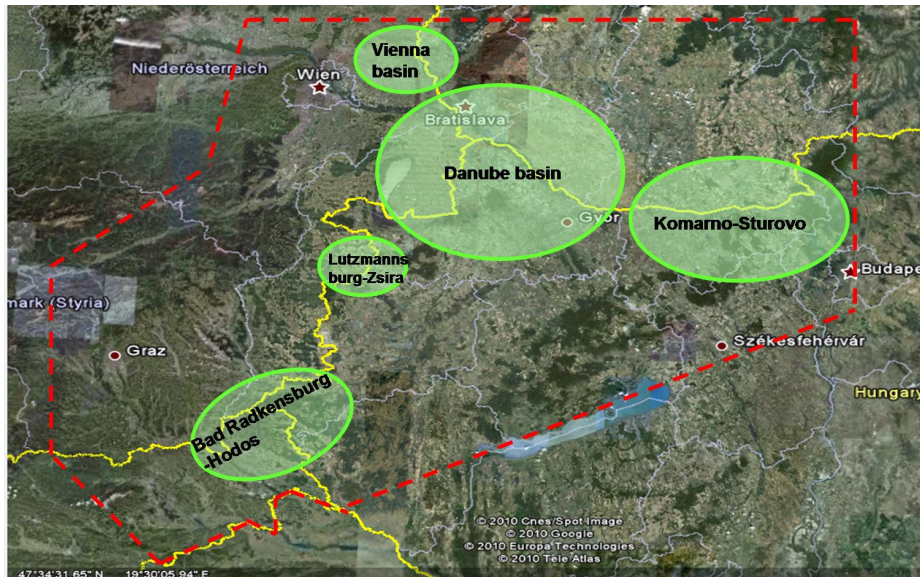 Vienna
basin
Niederösterreich
Wien
Bratislava
Danube basin
Győr
Komarno-Sturovo
Lutzmanns
burg-Zsira
Budape
mark (Styria)
Graz
Székesfehérvár
Bad Radkensburg
-Hodos
Hungary
© 2010 Cnes/Spot Image
© 2010 Google
© 2010 Europa Technologies
© 2010 Tele Atlas
47°34'31.65" N 19°30'05.94" E